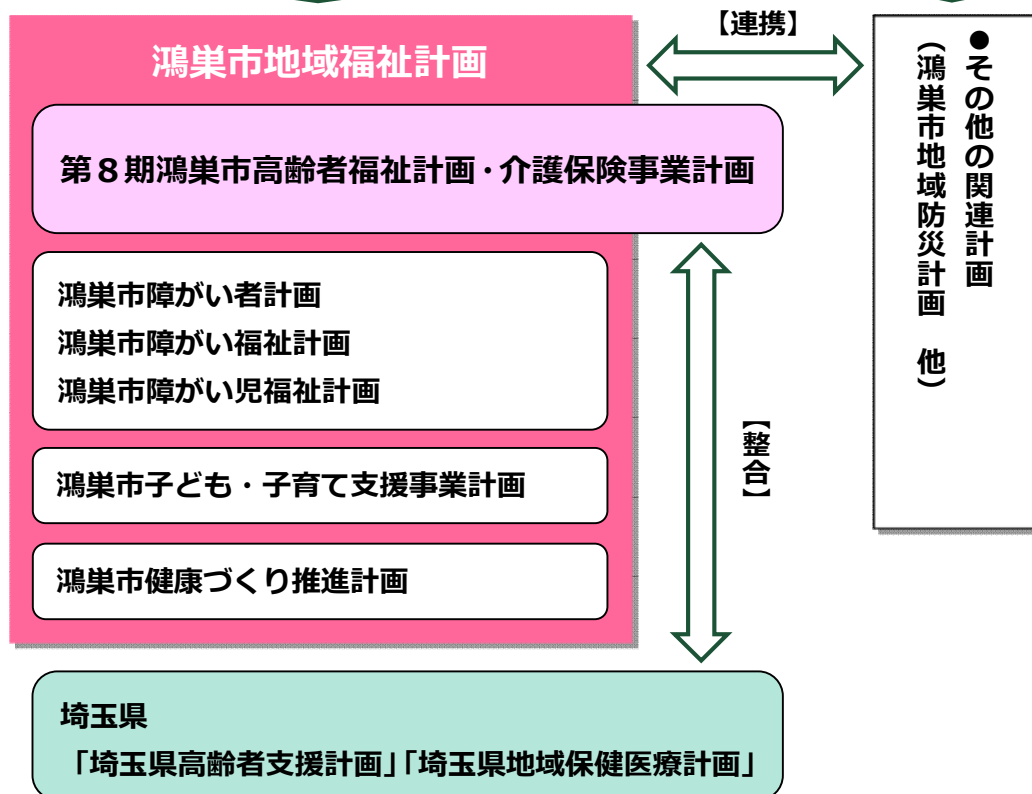 鴻巣市地域福祉計画
【連携】
●その他の関連計画
（鴻巣市地域防災計画　他）
第８期鴻巣市高齢者福祉計画・介護保険事業計画
鴻巣市障がい者計画
鴻巣市障がい福祉計画
鴻巣市障がい児福祉計画
【整合】
鴻巣市子ども・子育て支援事業計画
鴻巣市健康づくり推進計画
埼玉県
「埼玉県高齢者支援計画」「埼玉県地域保健医療計画」